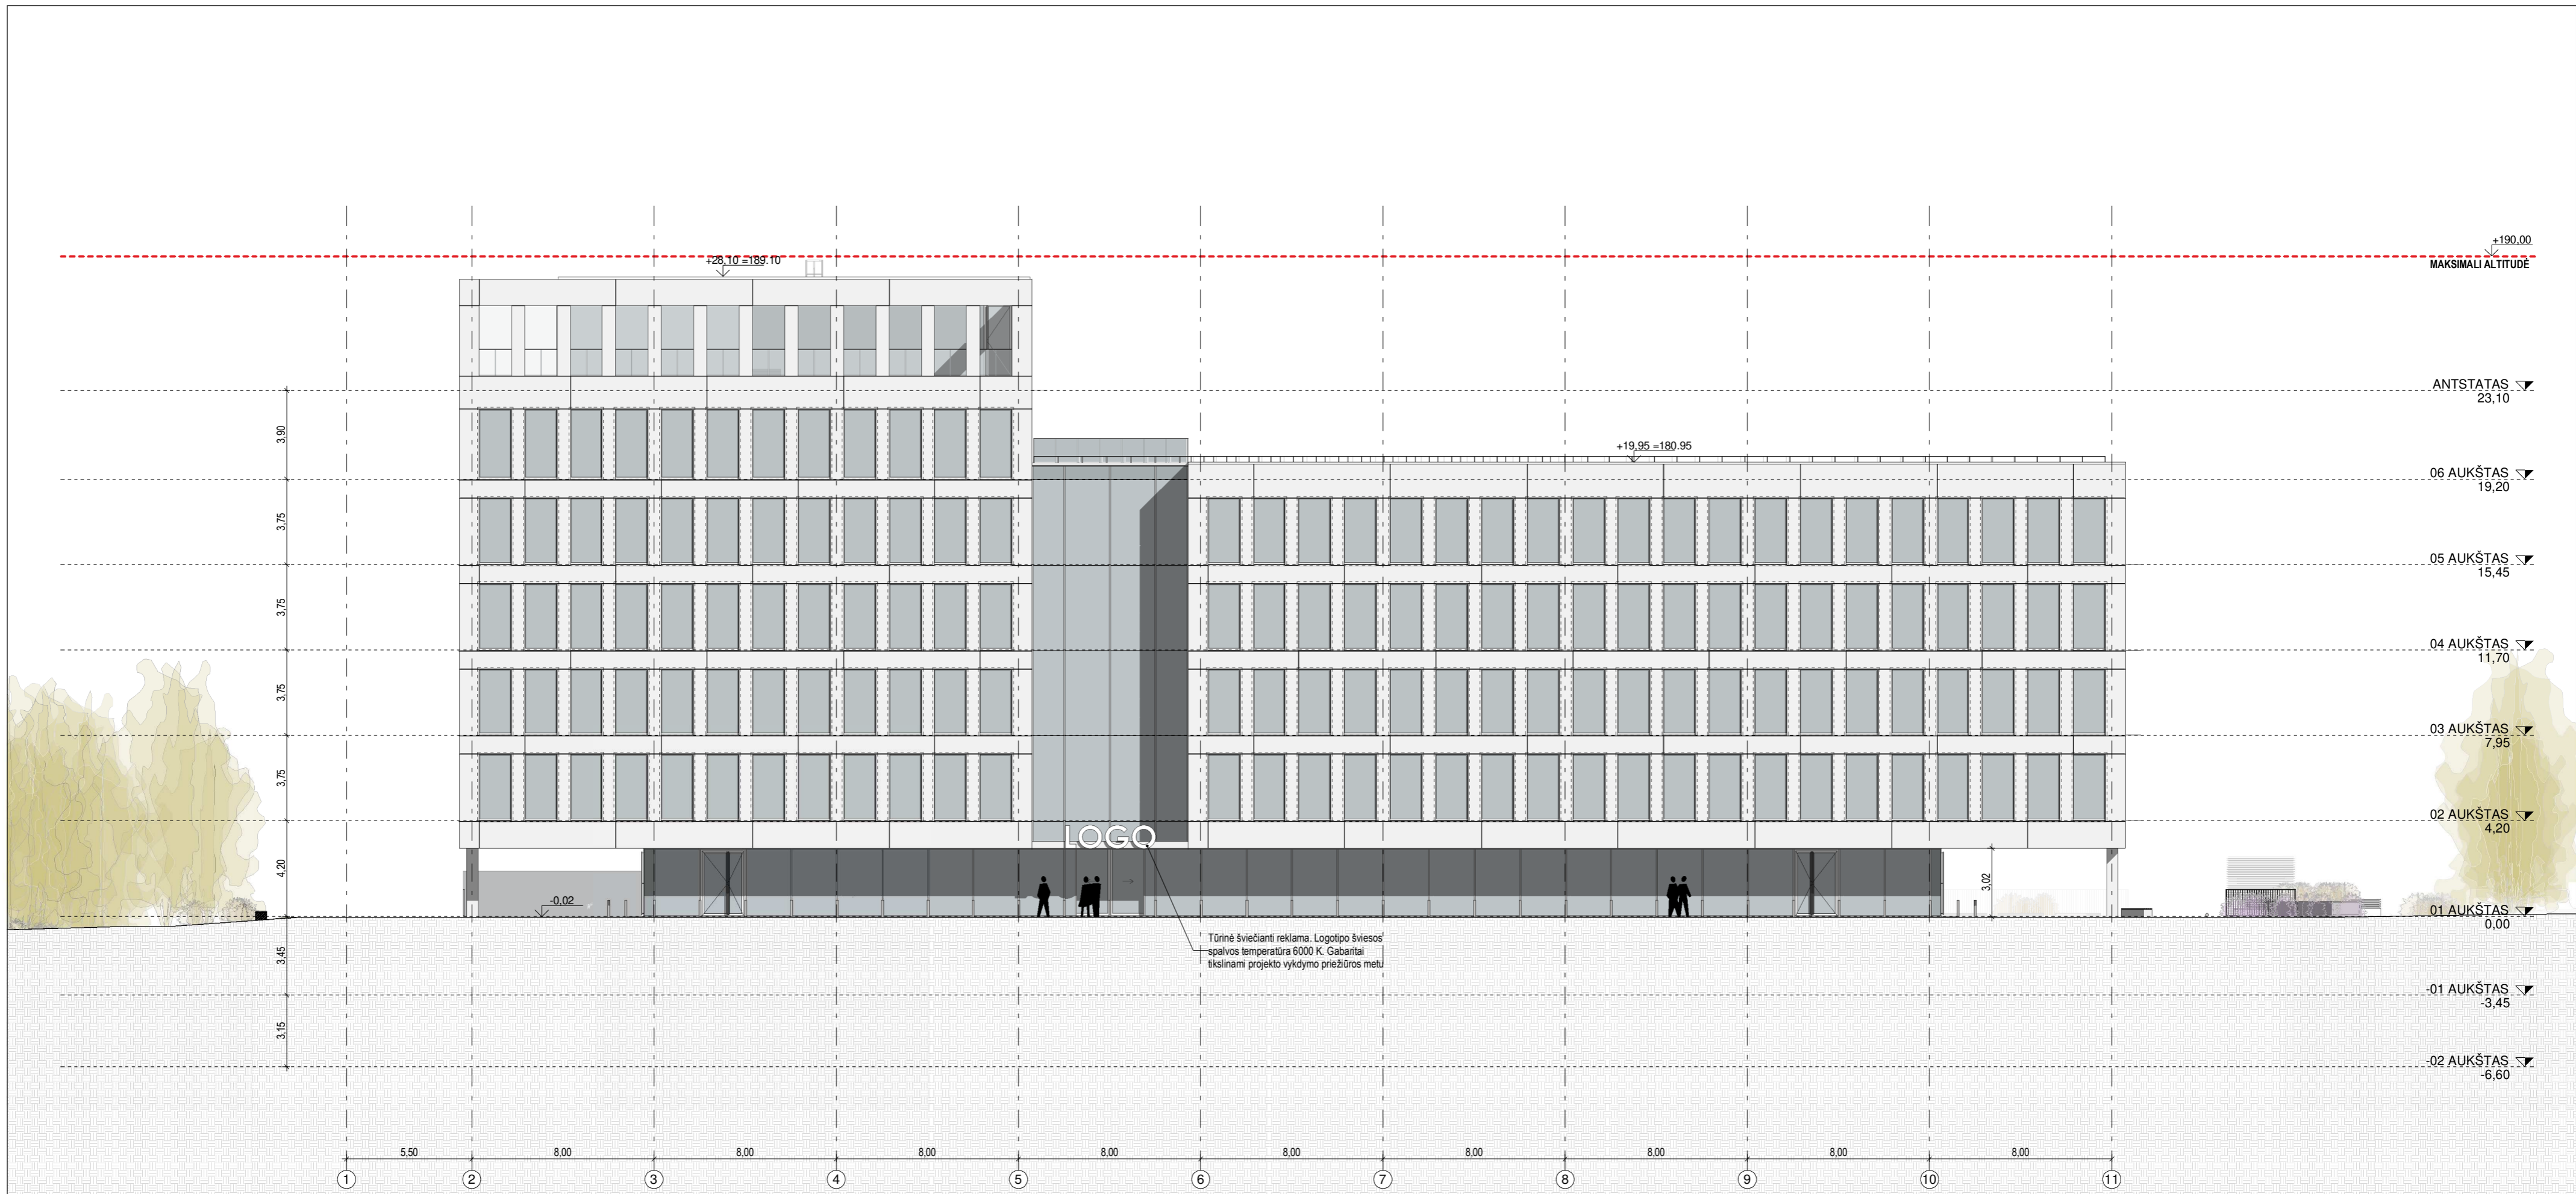 +190.00
MAKSIMALI ALTITUDĖ
+28.10 =189.10
ANTSTATAS
23,10
3,90
+19.95 =180.95
06 AUKŠTAS
19,20
3,75
05 AUKŠTAS
15,45
3,75
04 AUKŠTAS
11,70
3,75
03 AUKŠTAS
7,95
3,75
02 AUKŠTAS
4,20
LOGO
4,20
3,02
-0,02
01 AUKŠTAS
0,00
Tūrinė šviečianti reklama. Logotipo šviesos
spalvos temperatūra 6000 K. Gabaritai
tikslinami projekto vykdymo priežiūros metu
3,45
-01 AUKŠTAS
-3,45
3,15
-02 AUKŠTAS
-6,60
5,50 8,00 8,00 8,00 8,00 8,00 8,00 8,00 8,00 8,00
1 2 3 4 5 6 7 8 9 10 11